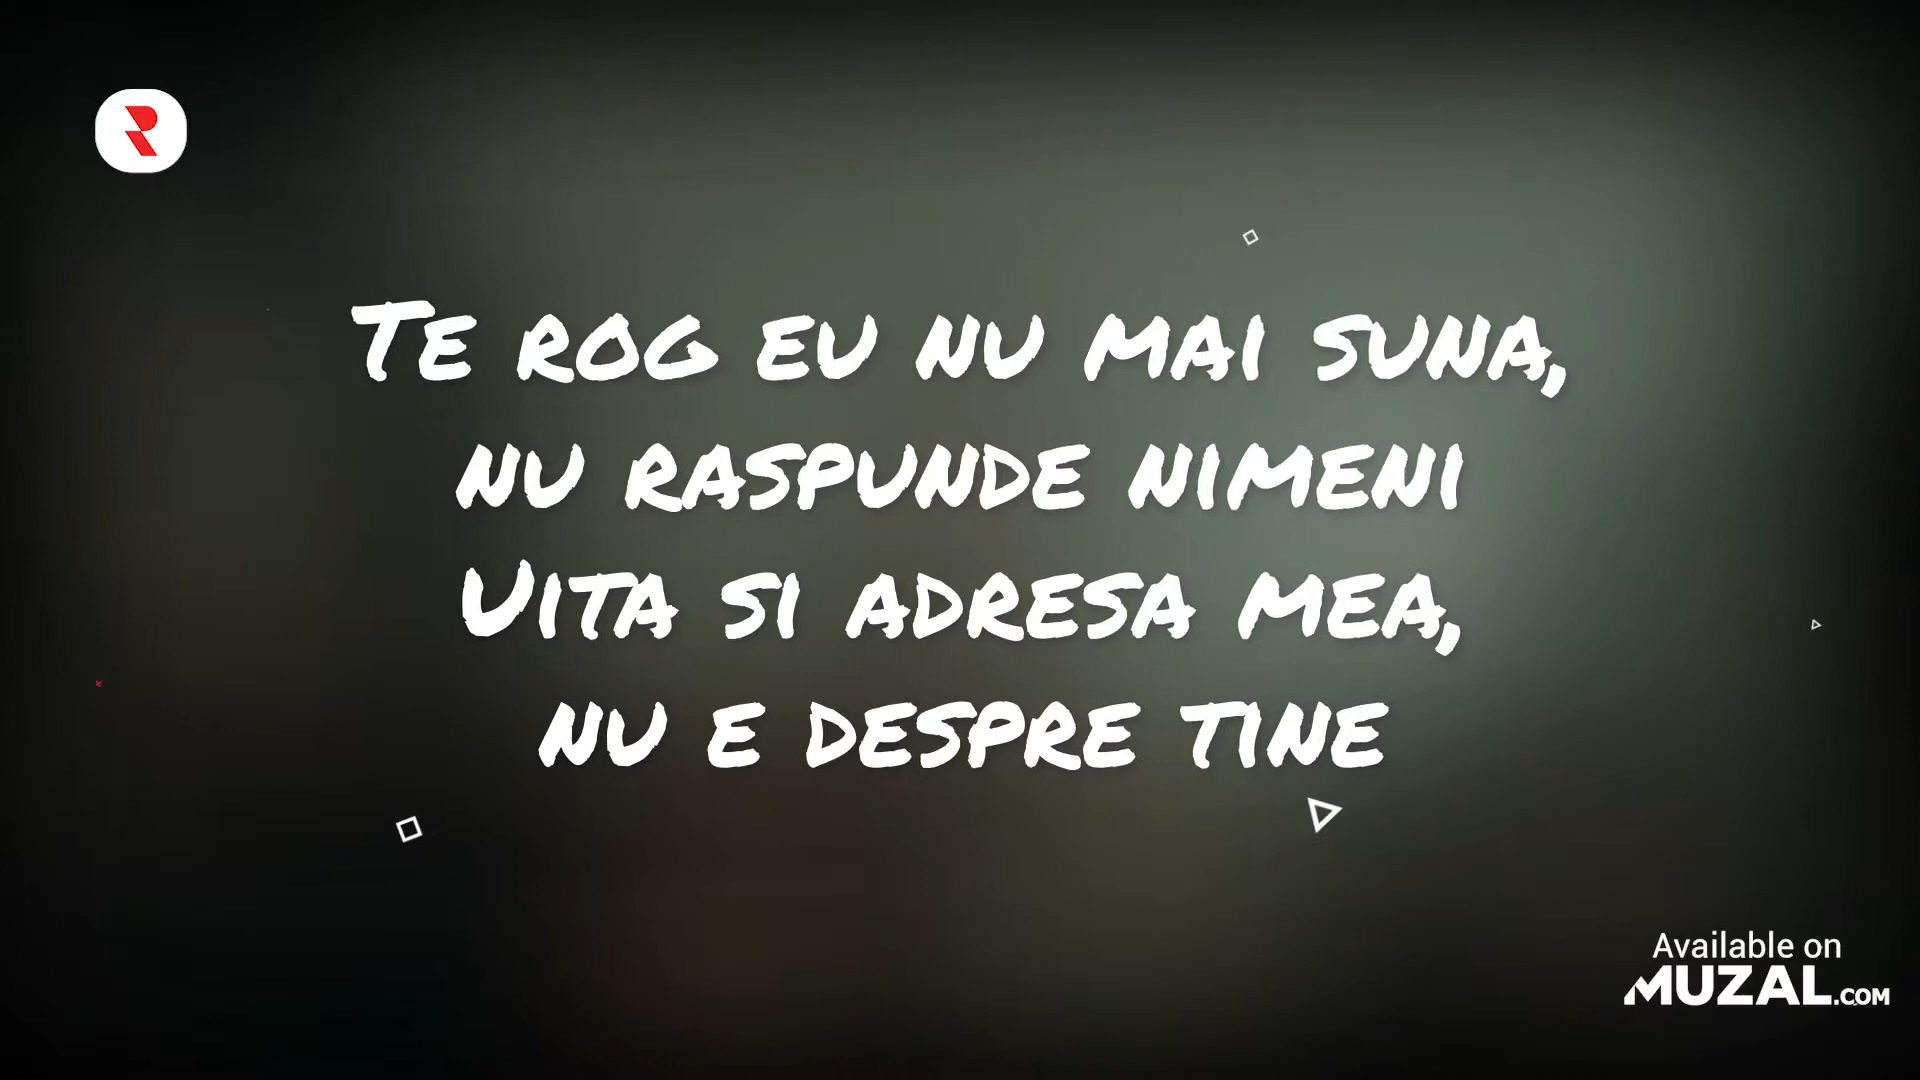 Te rog eu nu mai suna,
nu raspunde nimeni
Uita si adresa mea,
nu e despre tine
Available on
MUZAL.COM